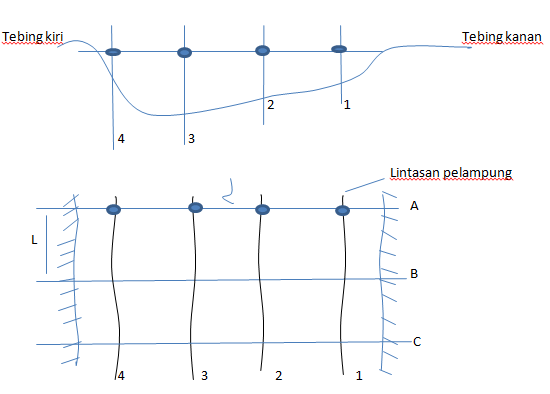 Tebing kiri
Tebing kanan
4
3
2
1
Lintasan pelampung
A
L
B
C
4
3
2
1